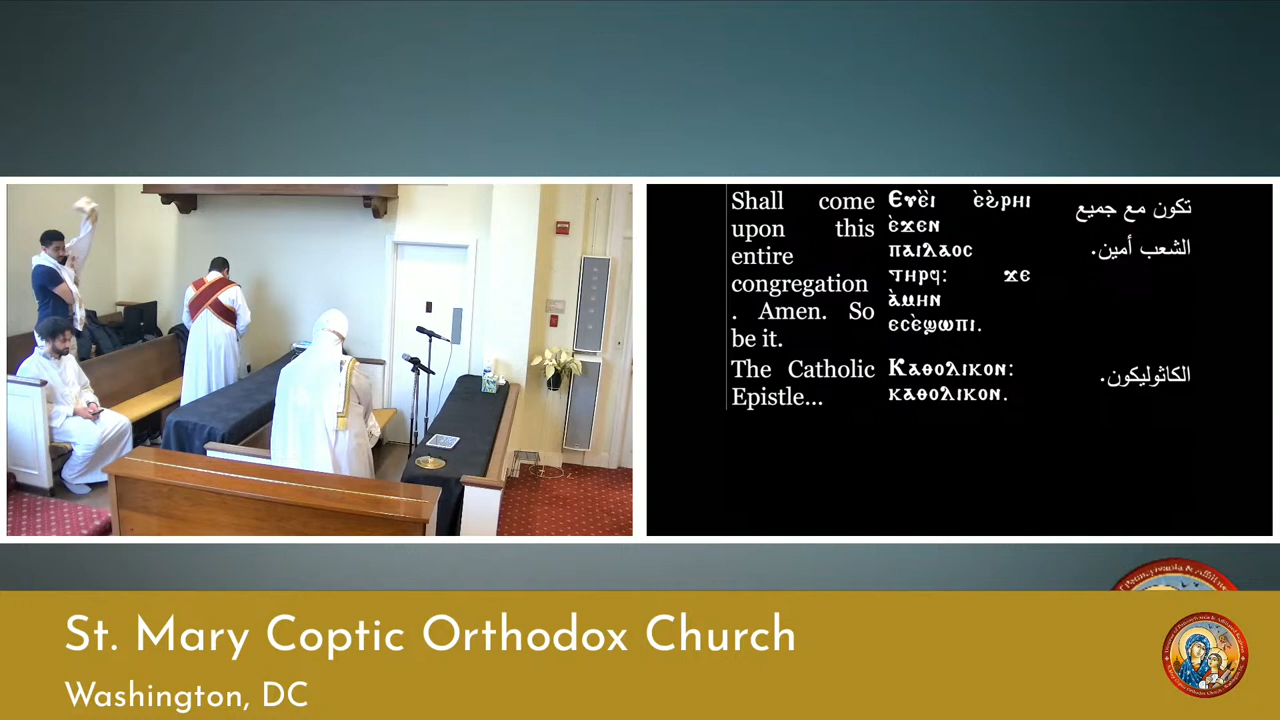 Shall come
upon this
entire
congregation
. Amen. So
be it.
Ⲉⲩⲉ̀ⲓ̀ ⲉ̀ϩ̀ⲣⲏⲓ
ⲉ̀ϫⲉⲛ
ⲡⲁⲓⲗⲁⲟⲥ
ⲧⲏⲣϥ: ϫⲉ
ⲁ̀ⲙⲏⲛ
ⲉⲥⲉ̀ϣⲱⲡⲓ.
تكون مع جميع
الشعب أمين.
The Catholic
Epistle...
Ⲕⲁⲑⲟⲗⲓⲕⲟⲛ:
ⲕⲁⲑⲟⲗⲓⲕⲟⲛ.
الكاثوليكون.
St. Mary Coptic Orthodox Church
Washington, DC